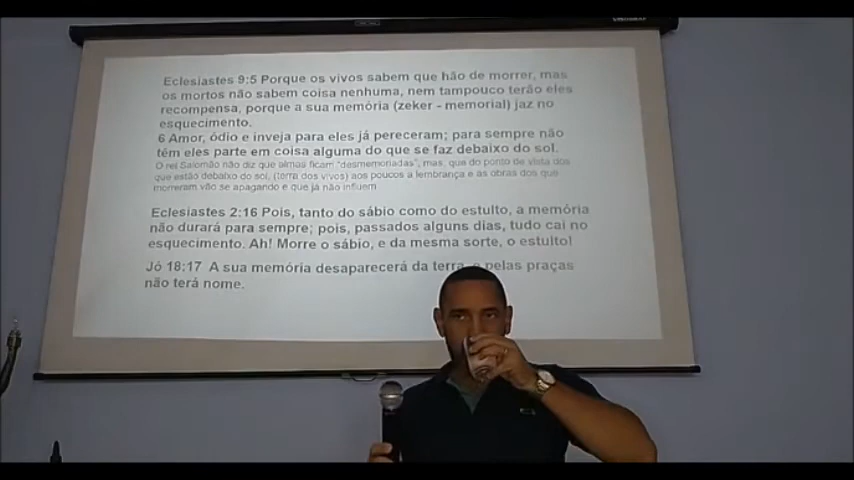 Eclesiastes 9:5 Porque os vivos sabem que hão de morrer, mas
os mortos não sabem coisa nenhuma, nem tampouco terão eles
recompensa, porque a sua memória (zeker - memorial) jaz no
esquecimento.
6 Amor, ódio e inveja para eles já pereceram; para sempre não
têm eles parte em coisa alguma do que se faz debaixo do sol.
O rei Salomão não diz que almas ficam "desmemoriadas", mas, que do ponto de vista dos
que estão debaixo do sol, (terra dos vivos) aos poucos a lembrança e as obras dos que
morreram vão se apagando e que já não influem.
Eclesiastes 2:16 Pois, tanto do sábio como do estulto, a memória
não durará para sempre; pois, passados alguns dias, tudo cai no
esquecimento. Ah! Morre o sábio, e da mesma sorte, o estulto!
Jó 18:17 A sua memória desaparecerá da terra, e pelas praças
não terá nome.